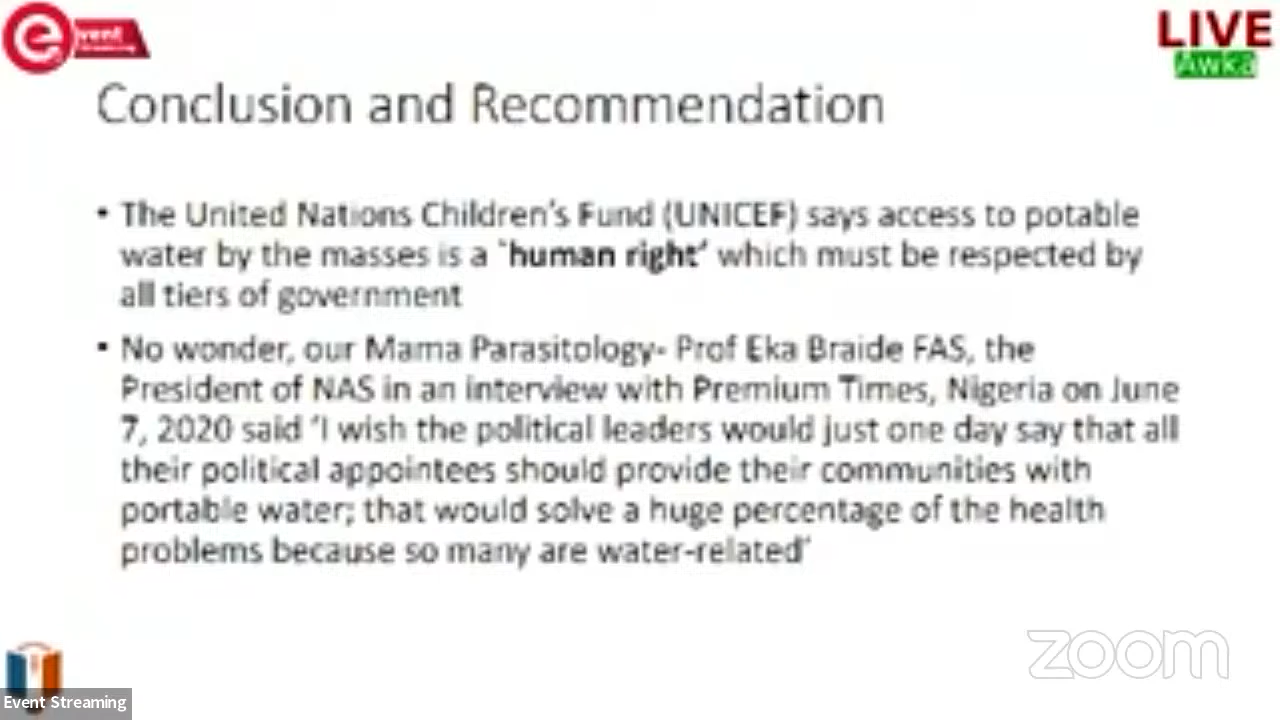 event
Streaming
LIVE
Awka
Conclusion and Recommendation
• The United Nations Children's Fund (UNICEF) says access to potable
water by the masses is a `human right' which must be respected by
all tiers of government
• No wonder, our Mama Parasitology- Prof Eka Braide FAS, the
President of NAS in an interview with Premium Times, Nigeria on June
7, 2020 said 'I wish the political leaders would just one day say that all
their political appointees should provide their communities with
portable water; that would solve a huge percentage of the health
problems because so many are water-related'
zoom
Event Streaming